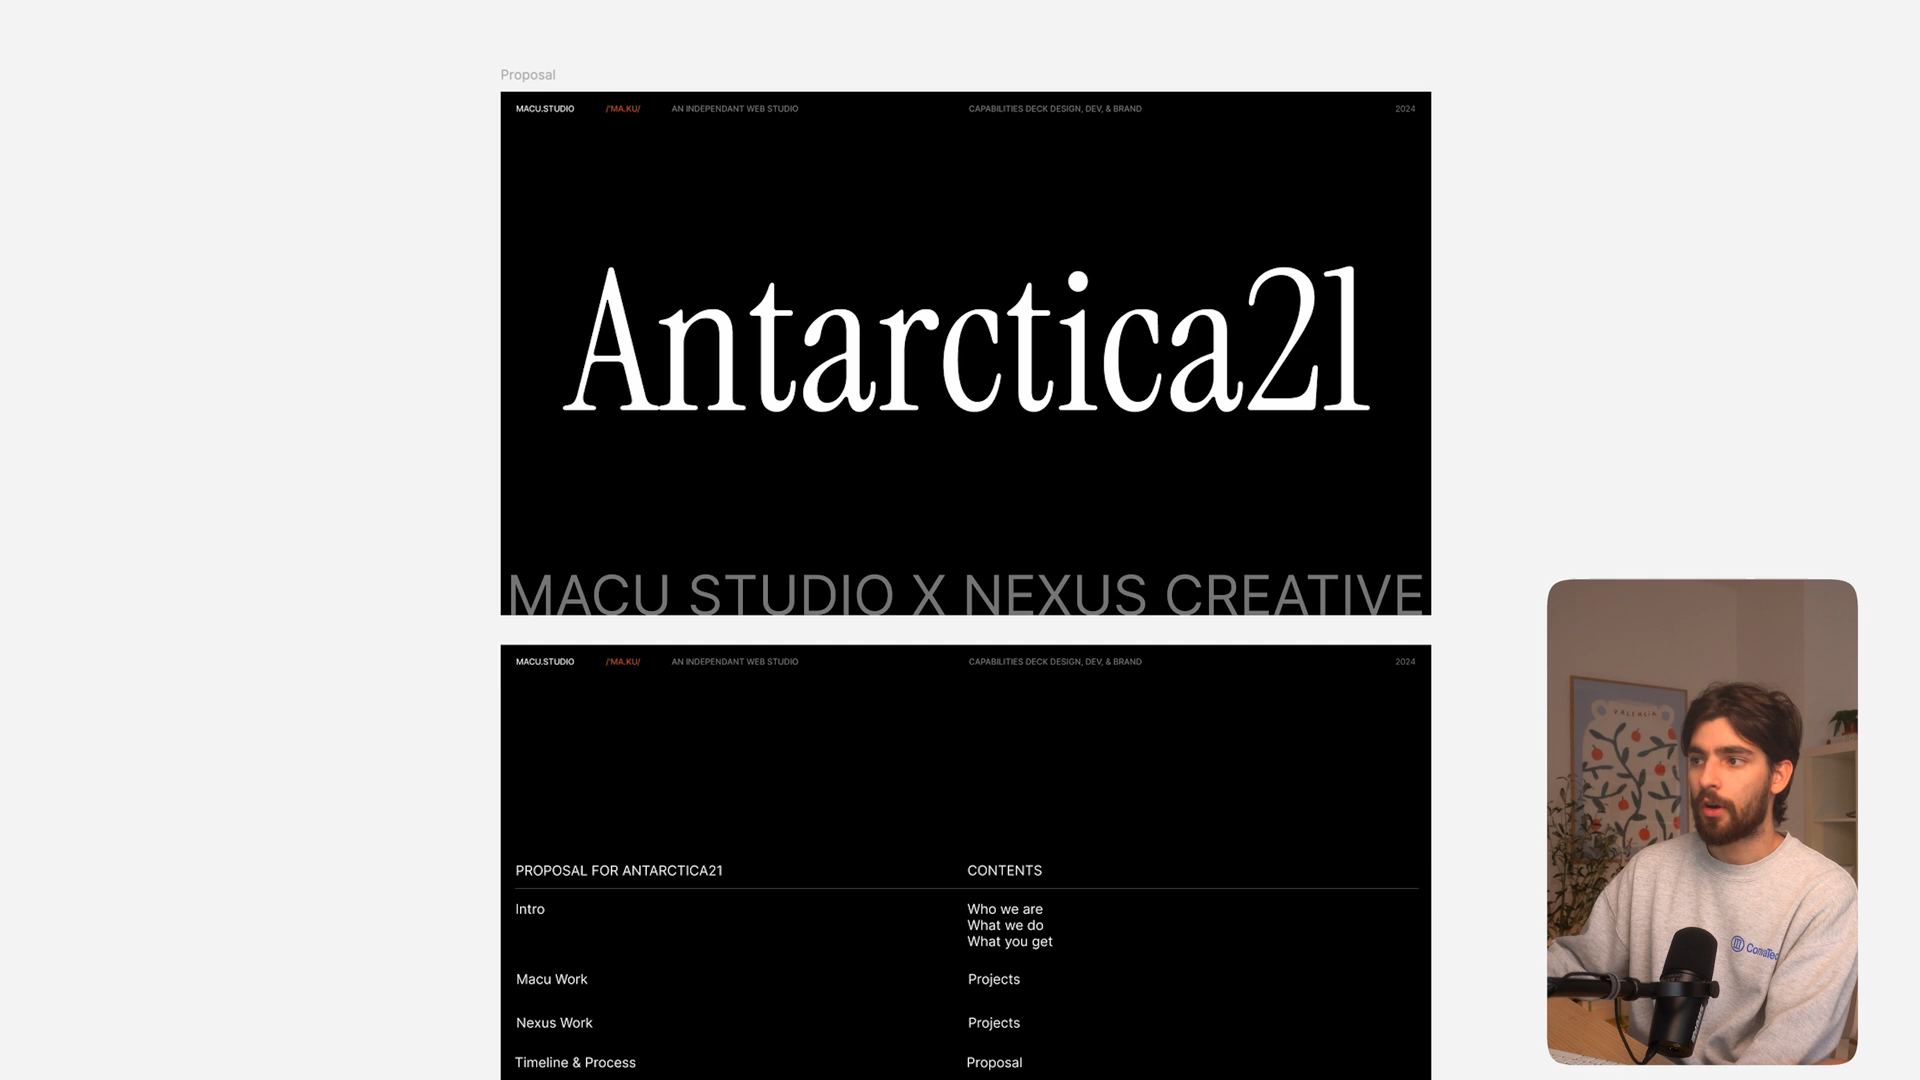 Proposal
MACU.STUDIO /'MA.KU/ AN INDEPENDANT WEB STUDIO CAPABILITIES DECK DESIGN, DEV, & BRAND 2024
Antarctica21
MACU STUDIO X NEXUS CREATIVE
MACU.STUDIO /'MA.KU/ AN INDEPENDANT WEB STUDIO CAPABILITIES DECK DESIGN, DEV, & BRAND 2024
PROPOSAL FOR ANTARCTICA21 CONTENTS
Intro Who we are
What we do
What you get
Macu Work Projects
Nexus Work Projects
Timeline & Process Proposal
VALENCIA